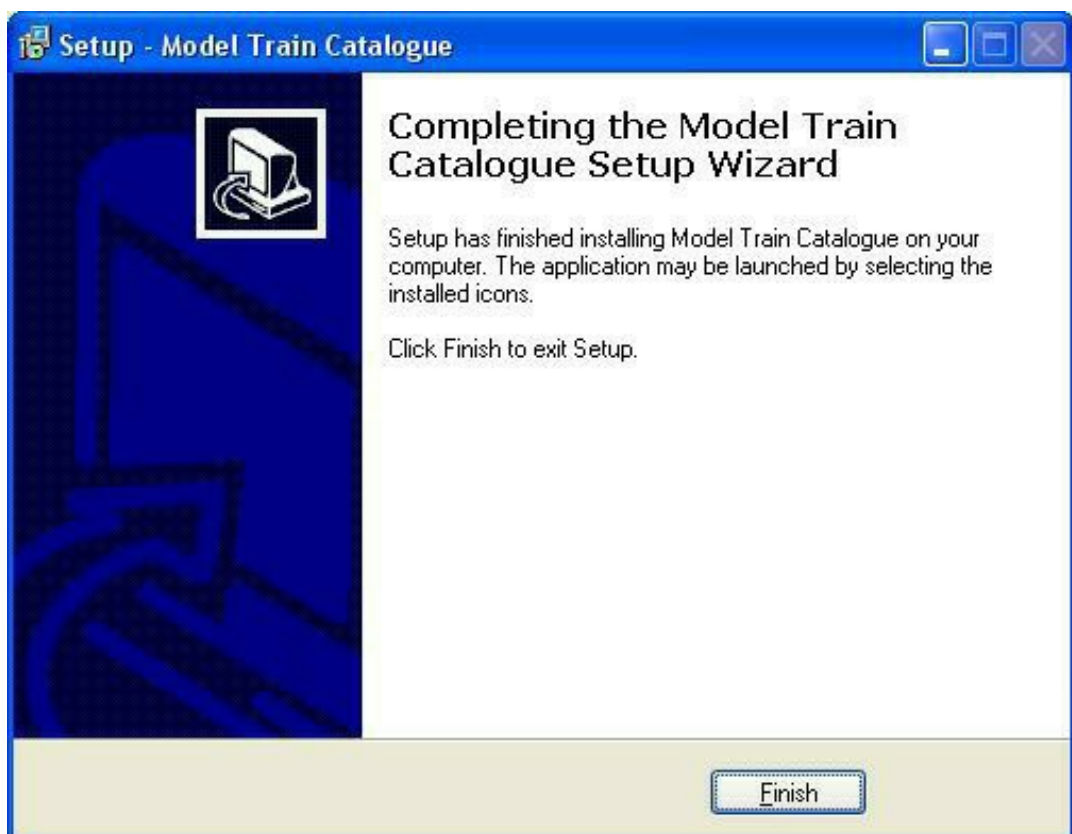 Setup - Model Train Catalogue
Completing the Model Train
Catalogue Setup Wizard
Setup has finished installing Model Train Catalogue on your
computer. The application may be launched by selecting the
installed icons.
Click Finish to exit Setup.
Finish